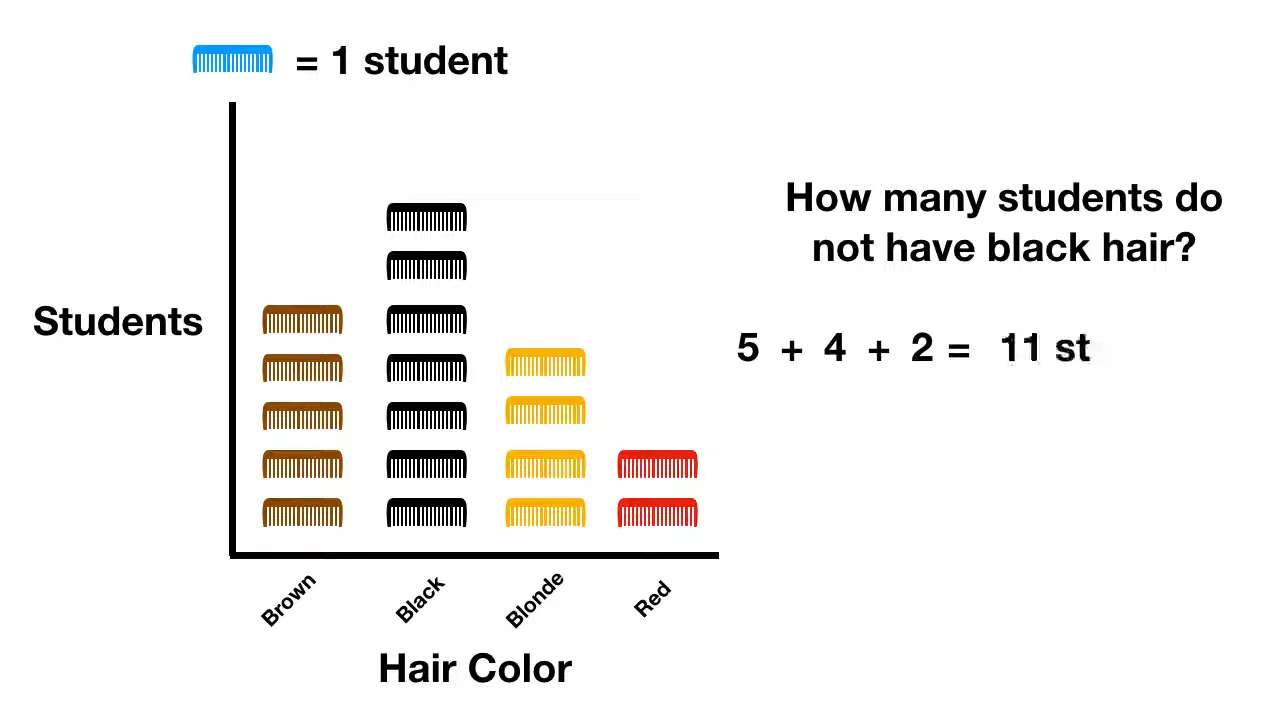 = 1 student
How many students do
not have black hair?
Students
5 + 4 + 2 = 11 st
Brown
Black
Blonde
Red
Hair Color